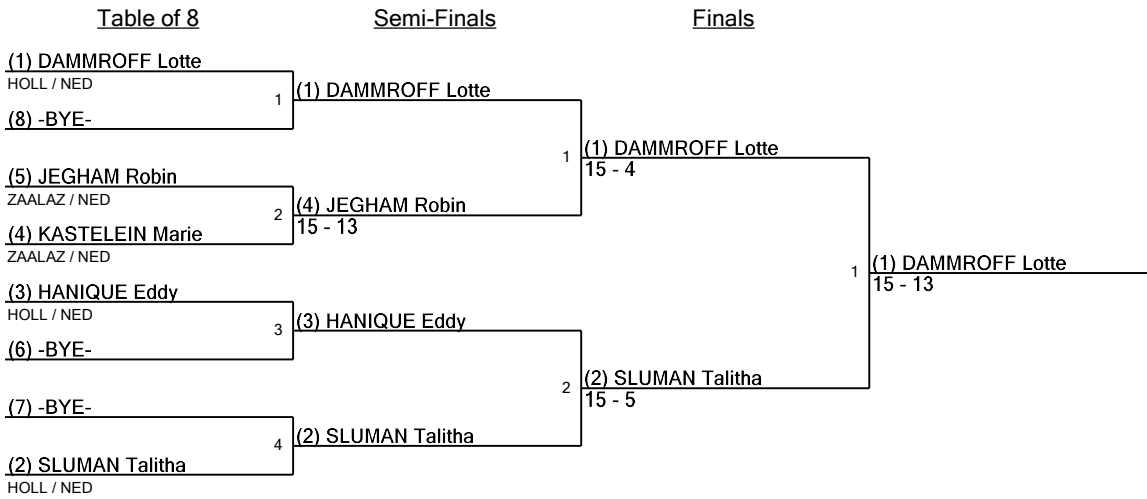 Table of 8
Semi-Finals
Finals
(1) DAMMROFF Lotte
HOLL / NED
1
(8) -BYE-
(5) JEGHAM Robin
ZAALAZ / NED
2
(4) KASTELEIN Marie
ZAALAZ / NED
(3) HANIQUE Eddy
HOLL / NED
3
(6) -BYE-
(7) -BYE-
4
(2) SLUMAN Talitha
HOLL / NED
(1) DAMMROFF Lotte
1
(4) JEGHAM Robin
15 - 13
(3) HANIQUE Eddy
2
(2) SLUMAN Talitha
(1) DAMMROFF Lotte
15 - 4
1
(2) SLUMAN Talitha
15 - 5
(1) DAMMROFF Lotte
15 - 13